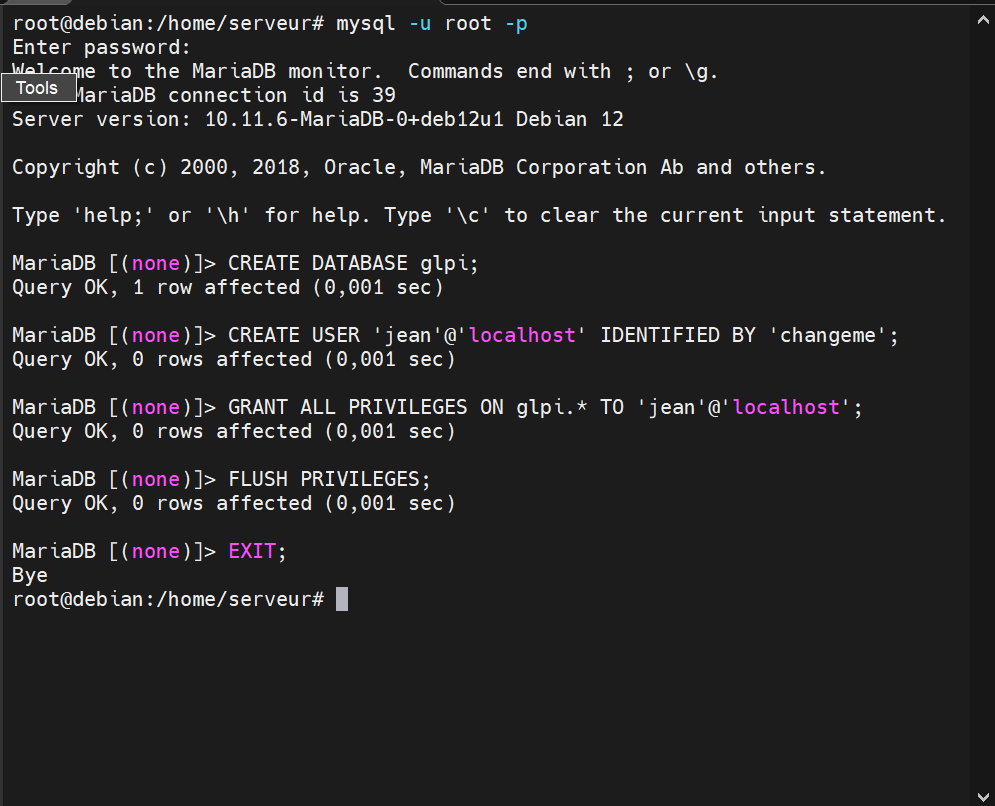 root@debian:/home/serveur# mysql -u root -p
Enter password:
Welcome to the MariaDB monitor.  Commands end with ; or \g.
Tools
MariaDB connection id is 39
Server version: 10.11.6-MariaDB-0+deb12u1 Debian 12
Copyright (c) 2000, 2018, Oracle, MariaDB Corporation Ab and others.
Type 'help;' or '\h' for help. Type '\c' to clear the current input statement.
MariaDB [(none)]> CREATE DATABASE glpi;
Query OK, 1 row affected (0,001 sec)
MariaDB [(none)]> CREATE USER 'jean'@'localhost' IDENTIFIED BY 'changeme';
Query OK, 0 rows affected (0,001 sec)
MariaDB [(none)]> GRANT ALL PRIVILEGES ON glpi.* TO 'jean'@'localhost';
Query OK, 0 rows affected (0,001 sec)
MariaDB [(none)]> FLUSH PRIVILEGES;
Query OK, 0 rows affected (0,001 sec)
MariaDB [(none)]> EXIT;
Bye
root@debian:/home/serveur#